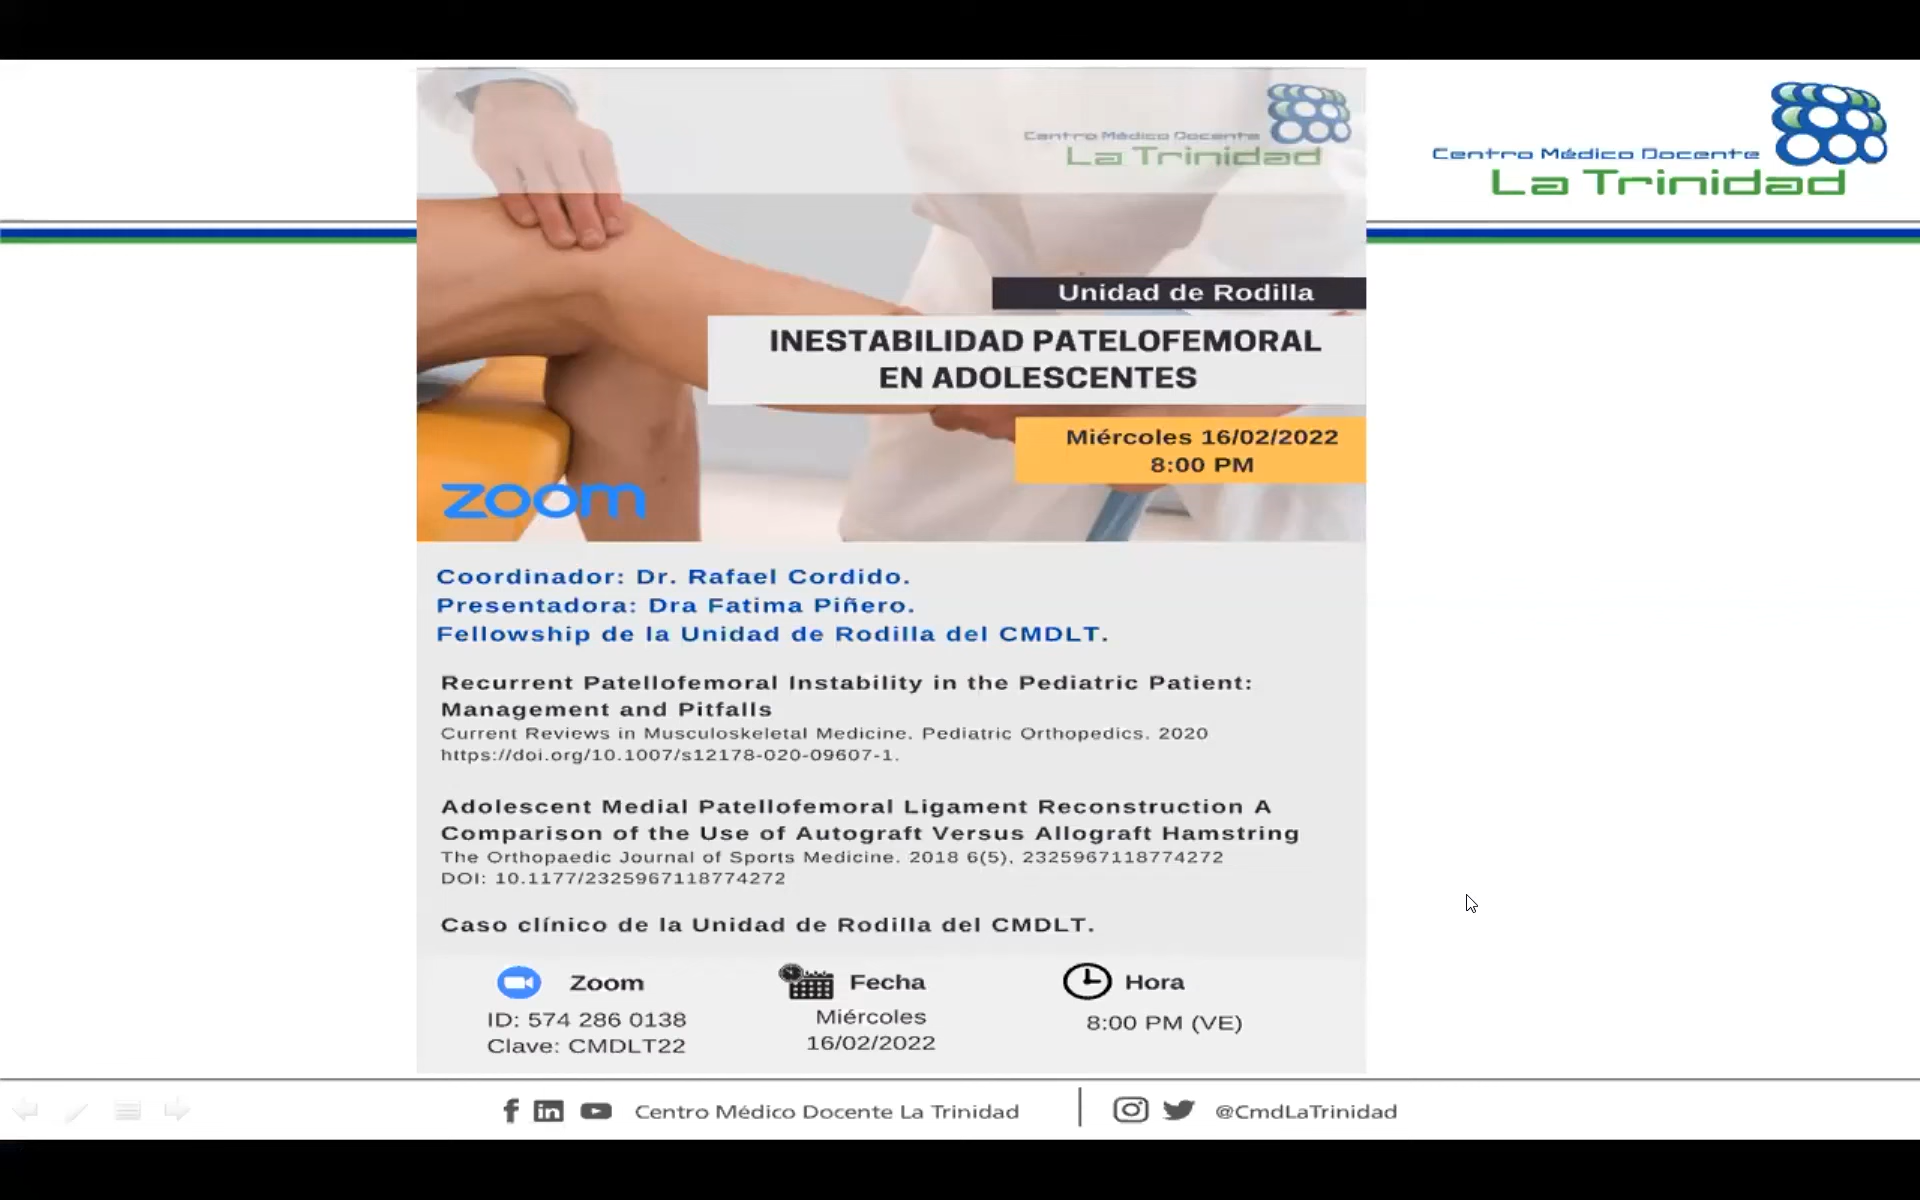 Centro Médico Docente
La Trinidad
Centro Médico Docente
La Trinidad
Unidad de Rodilla
INESTABILIDAD PATELOFEMORAL
EN ADOLESCENTES
Miércoles 16/02/2022
8:00 PM
zoom
Coordinador: Dr. Rafael Cordido.
Presentadora: Dra Fatima Piñero.
Fellowship de la Unidad de Rodilla del CMDLT.
Recurrent Patellofemoral Instability in the Pediatric Patient:
Management and Pitfalls
Current Reviews in Musculoskeletal Medicine. Pediatric Orthopedics. 2020
https://doi.org/10.1007/s12178-020-09607-1.
Adolescent Medial Patellofemoral Ligament Reconstruction A
Comparison of the Use of Autograft Versus Allograft Hamstring
The Orthopaedic Journal of Sports Medicine. 2018 6(5), 2325967118774272
DOI: 10.1177/2325967118774272
Caso clínico de la Unidad de Rodilla del CMDLT.
Zoom
ID: 574 286 0138
Clave: CMDLT22
Fecha
Miércoles
16/02/2022
Hora
8:00 PM (VE)
Centro Médico Docente La Trinidad
@CmdLaTrinidad